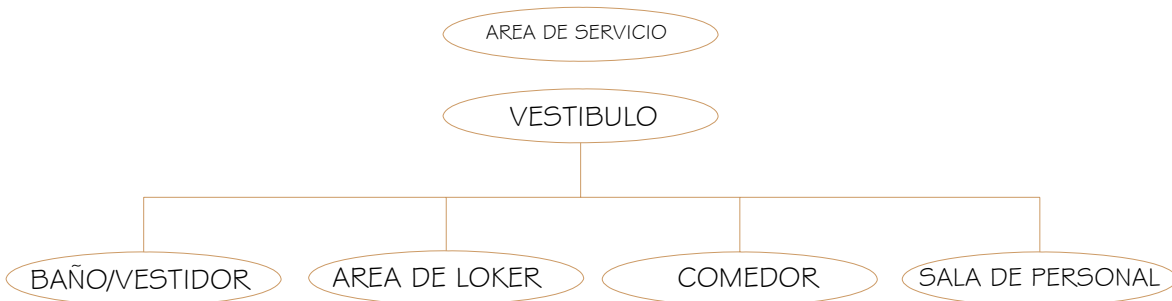 AREA DE SERVICIO
VESTIBULO
BAÑO/VESTIDOR
AREA DE LOKER
COMEDOR
SALA DE PERSONAL